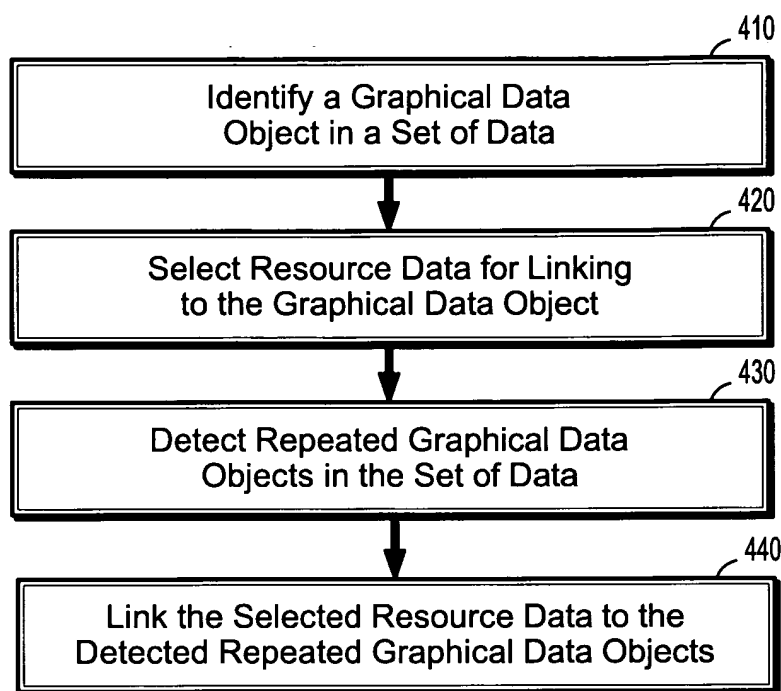 410
Identify a Graphical Data
Object in a Set of Data
420
Select Resource Data for Linking
to the Graphical Data Object
430
Detect Repeated Graphical Data
Objects in the Set of Data
440
Link the Selected Resource Data to the
Detected Repeated Graphical Data Objects